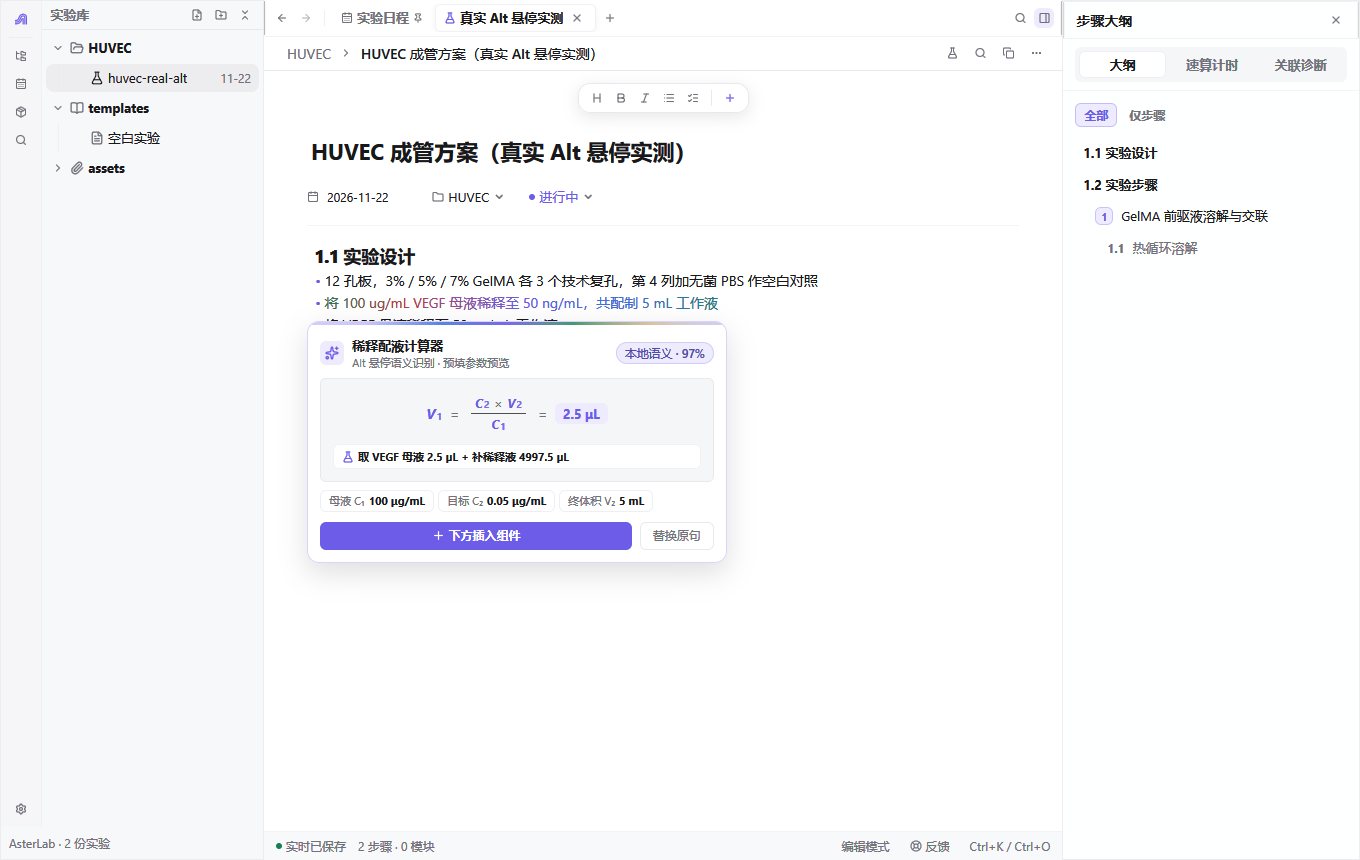 实验库
HUVEC
huvec-real-alt 11-22
templates
空白实验
assets
AsterLab · 2 份实验
实验日程
真实 Alt 悬停实测
HUVEC > HUVEC 成管方案（真实 Alt 悬停实测）
H B I
HUVEC 成管方案（真实 Alt 悬停实测）
2026-11-22 HUVEC 进行中
1.1 实验设计
• 12 孔板，3% / 5% / 7% GelMA 各 3 个技术复孔，第 4 列加无菌 PBS 作空白对照
• 将 100 ug/mL VEGF 母液稀释至 50 ng/mL，共配制 5 mL 工作液
稀释配液计算器
Alt 悬停语义识别 · 预填参数预览
本地语义 · 97%
V₁ = C₂ × V₂ / C₁ = 2.5 µL
取 VEGF 母液 2.5 µL + 补稀释液 4997.5 µL
母液 C₁ 100 µg/mL 目标 C₂ 0.05 µg/mL 终体积 V₂ 5 mL
+ 下方插入组件 替换原句
实时已保存 2 步骤 · 0 模块
编辑模式 反馈 Ctrl+K / Ctrl+O
步骤大纲
大纲 速算计时 关联诊断
全部 仅步骤
1.1 实验设计
1.2 实验步骤
1 GelMA 前驱液溶解与交联
1.1 热循环溶解